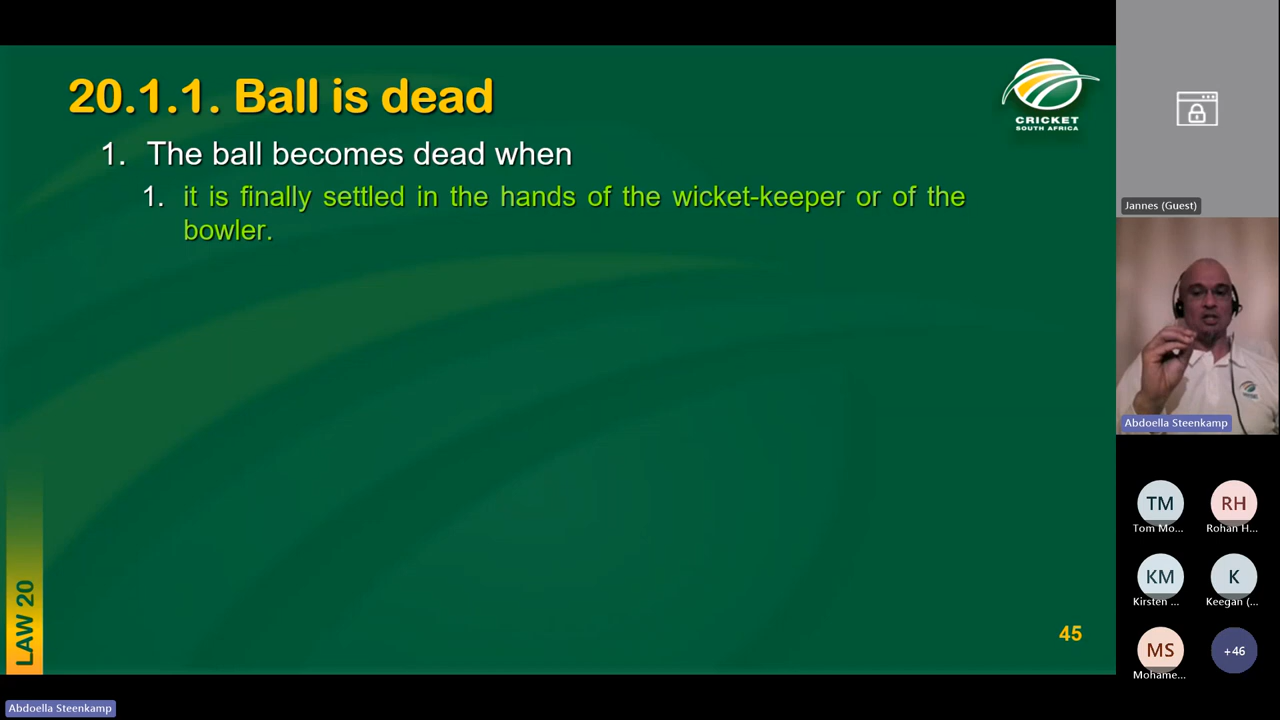 20.1.1. Ball is dead
CRICKET
SOUTH AFRICA
1. The ball becomes dead when
1. it is finally settled in the hands of the wicket-keeper or of the
bowler.
LAW 20
45
Jannes (Guest)
Abdoella Steenkamp
TM
RH
Tom Mo...
Rohan H...
KM
K
Kirsten ...
Keegan (...
MS
+46
Mohame...
Abdoella Steenkamp